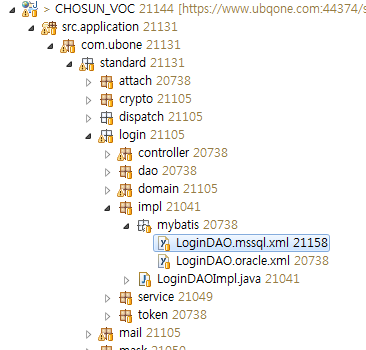 > CHOSUN_VOC 21144 [https://www.ubqone.com:44374/s
src.application 21131
com.ubone 21131
standard 21131
attach 20738
crypto 21105
dispatch 21105
login 21105
controller 20738
dao 20738
domain 21105
impl 21041
mybatis 20738
LoginDAO.mssql.xml 21158
LoginDAO.oracle.xml 20738
LoginDAOImpl.java 21041
service 21049
token 20738
mail 21105